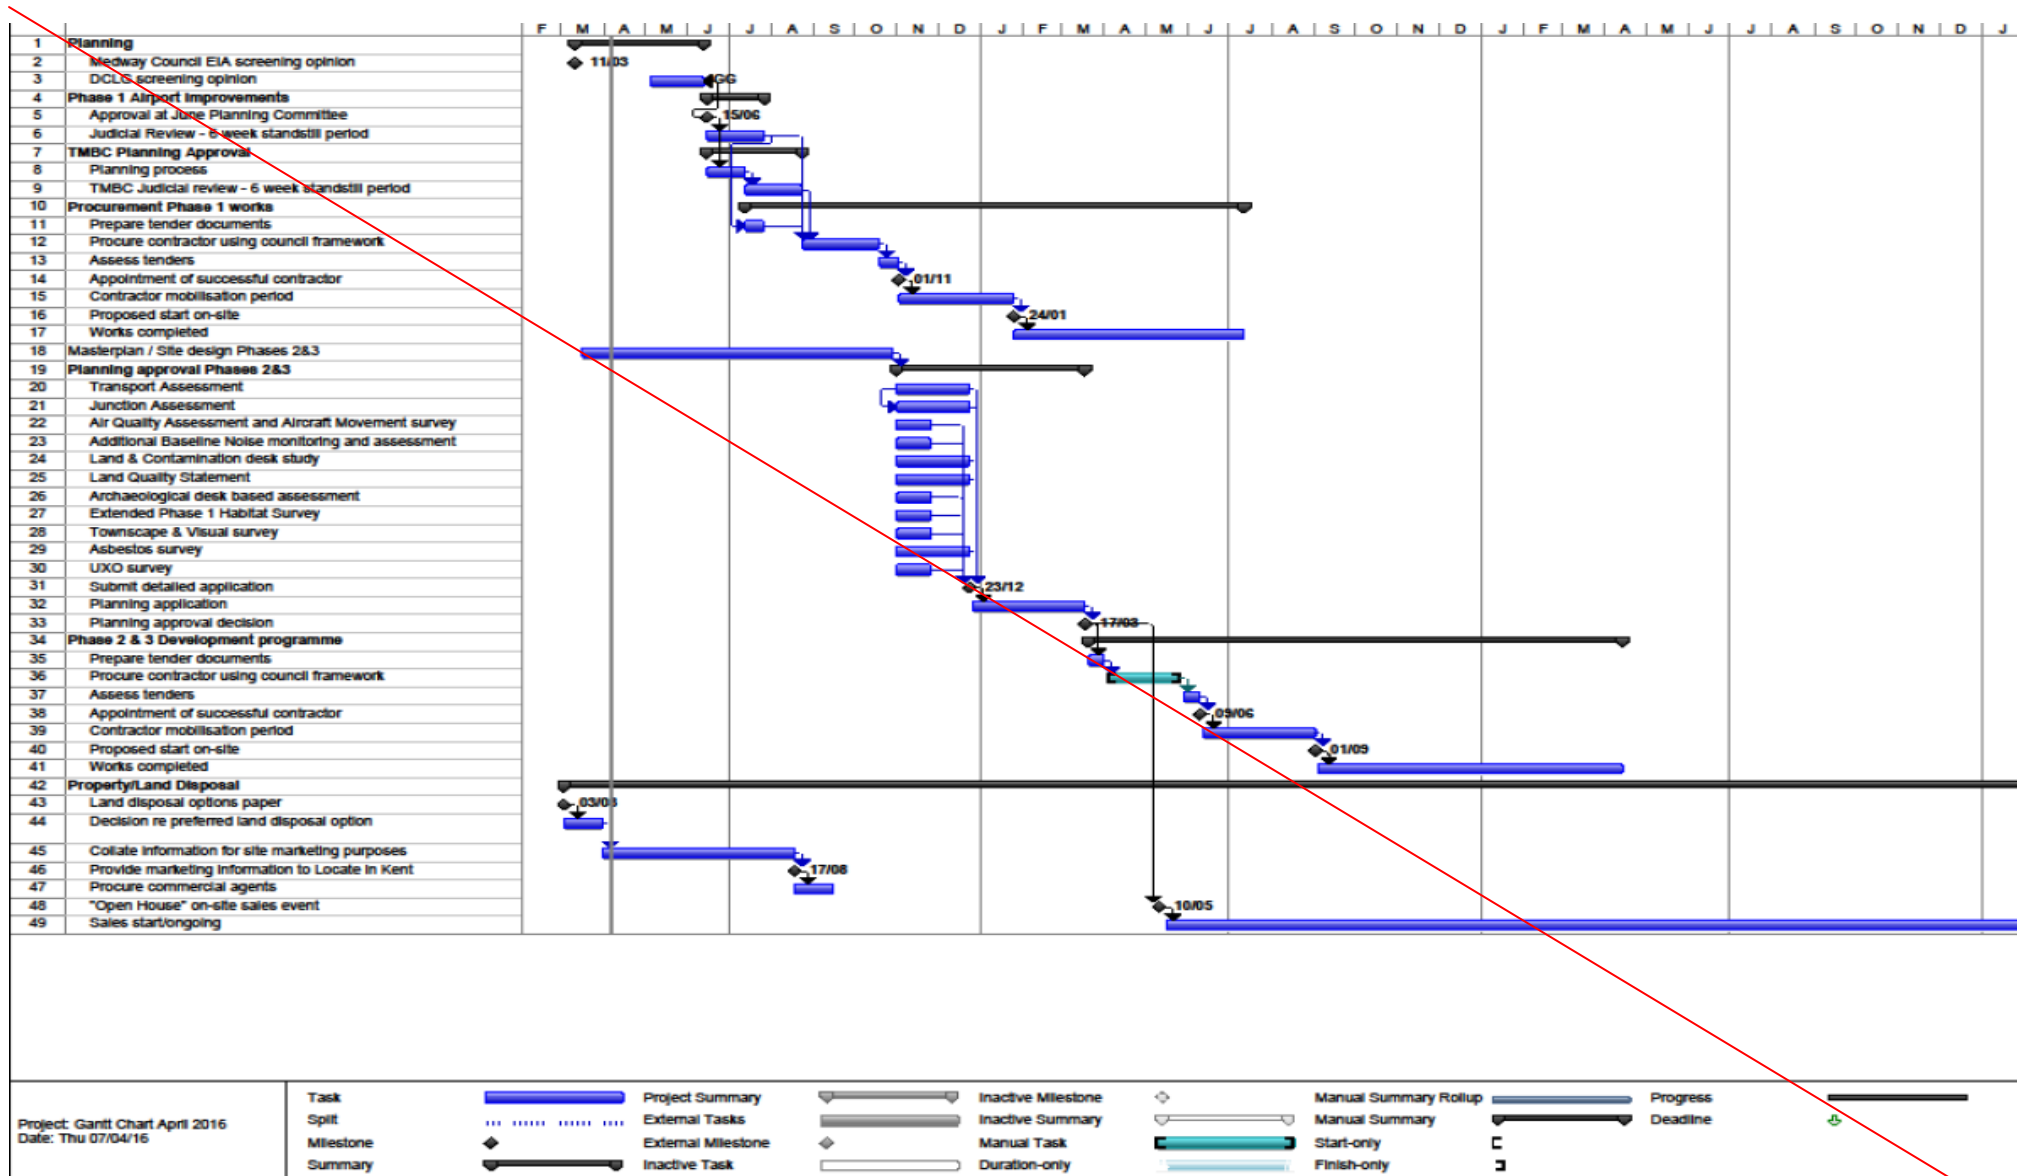 F M A M J J A S O N D J F M A M J J A S O N D J F M A M J J A S O N D J
1 Planning
2 Medway Council EIA screening opinion 11/03
3 DCLG screening opinion GG
4 Phase 1 Airport Improvements
5 Approval at June Planning Committee 15/06
6 Judicial Review - 6 week standstill period
7 TMBC Planning Approval
8 Planning process
9 TMBC Judicial review - 6 week standstill period
10 Procurement Phase 1 works
11 Prepare tender documents
12 Procure contractor using council framework
13 Assess tenders
14 Appointment of successful contractor 01/11
15 Contractor mobilisation period
16 Proposed start on-site 24/01
17 Works completed
18 Masterplan / Site design Phases 2&3
19 Planning approval Phases 2&3
20 Transport Assessment
21 Junction Assessment
22 Air Quality Assessment and Aircraft Movement survey
23 Additional Baseline Noise monitoring and assessment
24 Land & Contamination desk study
25 Land Quality Statement
26 Archaeological desk based assessment
27 Extended Phase 1 Habitat Survey
28 Townscape & Visual survey
29 Asbestos survey
30 UXO survey
31 Submit detailed application 23/12
32 Planning application
33 Planning approval decision 17/03
34 Phase 2 & 3 Development programme
35 Prepare tender documents
36 Procure contractor using council framework
37 Assess tenders
38 Appointment of successful contractor 09/06
39 Contractor mobilisation period
40 Proposed start on-site 01/09
41 Works completed
42 Property/Land Disposal
43 Land disposal options paper 03/03
44 Decision re preferred land disposal option
45 Collate information for site marketing purposes
46 Provide marketing information to Locate in Kent 17/08
47 Procure commercial agents
48 "Open House" on-site sales event 10/05
49 Sales start/ongoing
Project: Gantt Chart April 2016
Date: Thu 07/04/16
Task Project Summary Inactive Milestone Manual Summary Rollup Progress
Split External Tasks Inactive Summary Manual Summary Deadline
Milestone External Milestone Manual Task Start-only
Summary Inactive Task Duration-only Finish-only